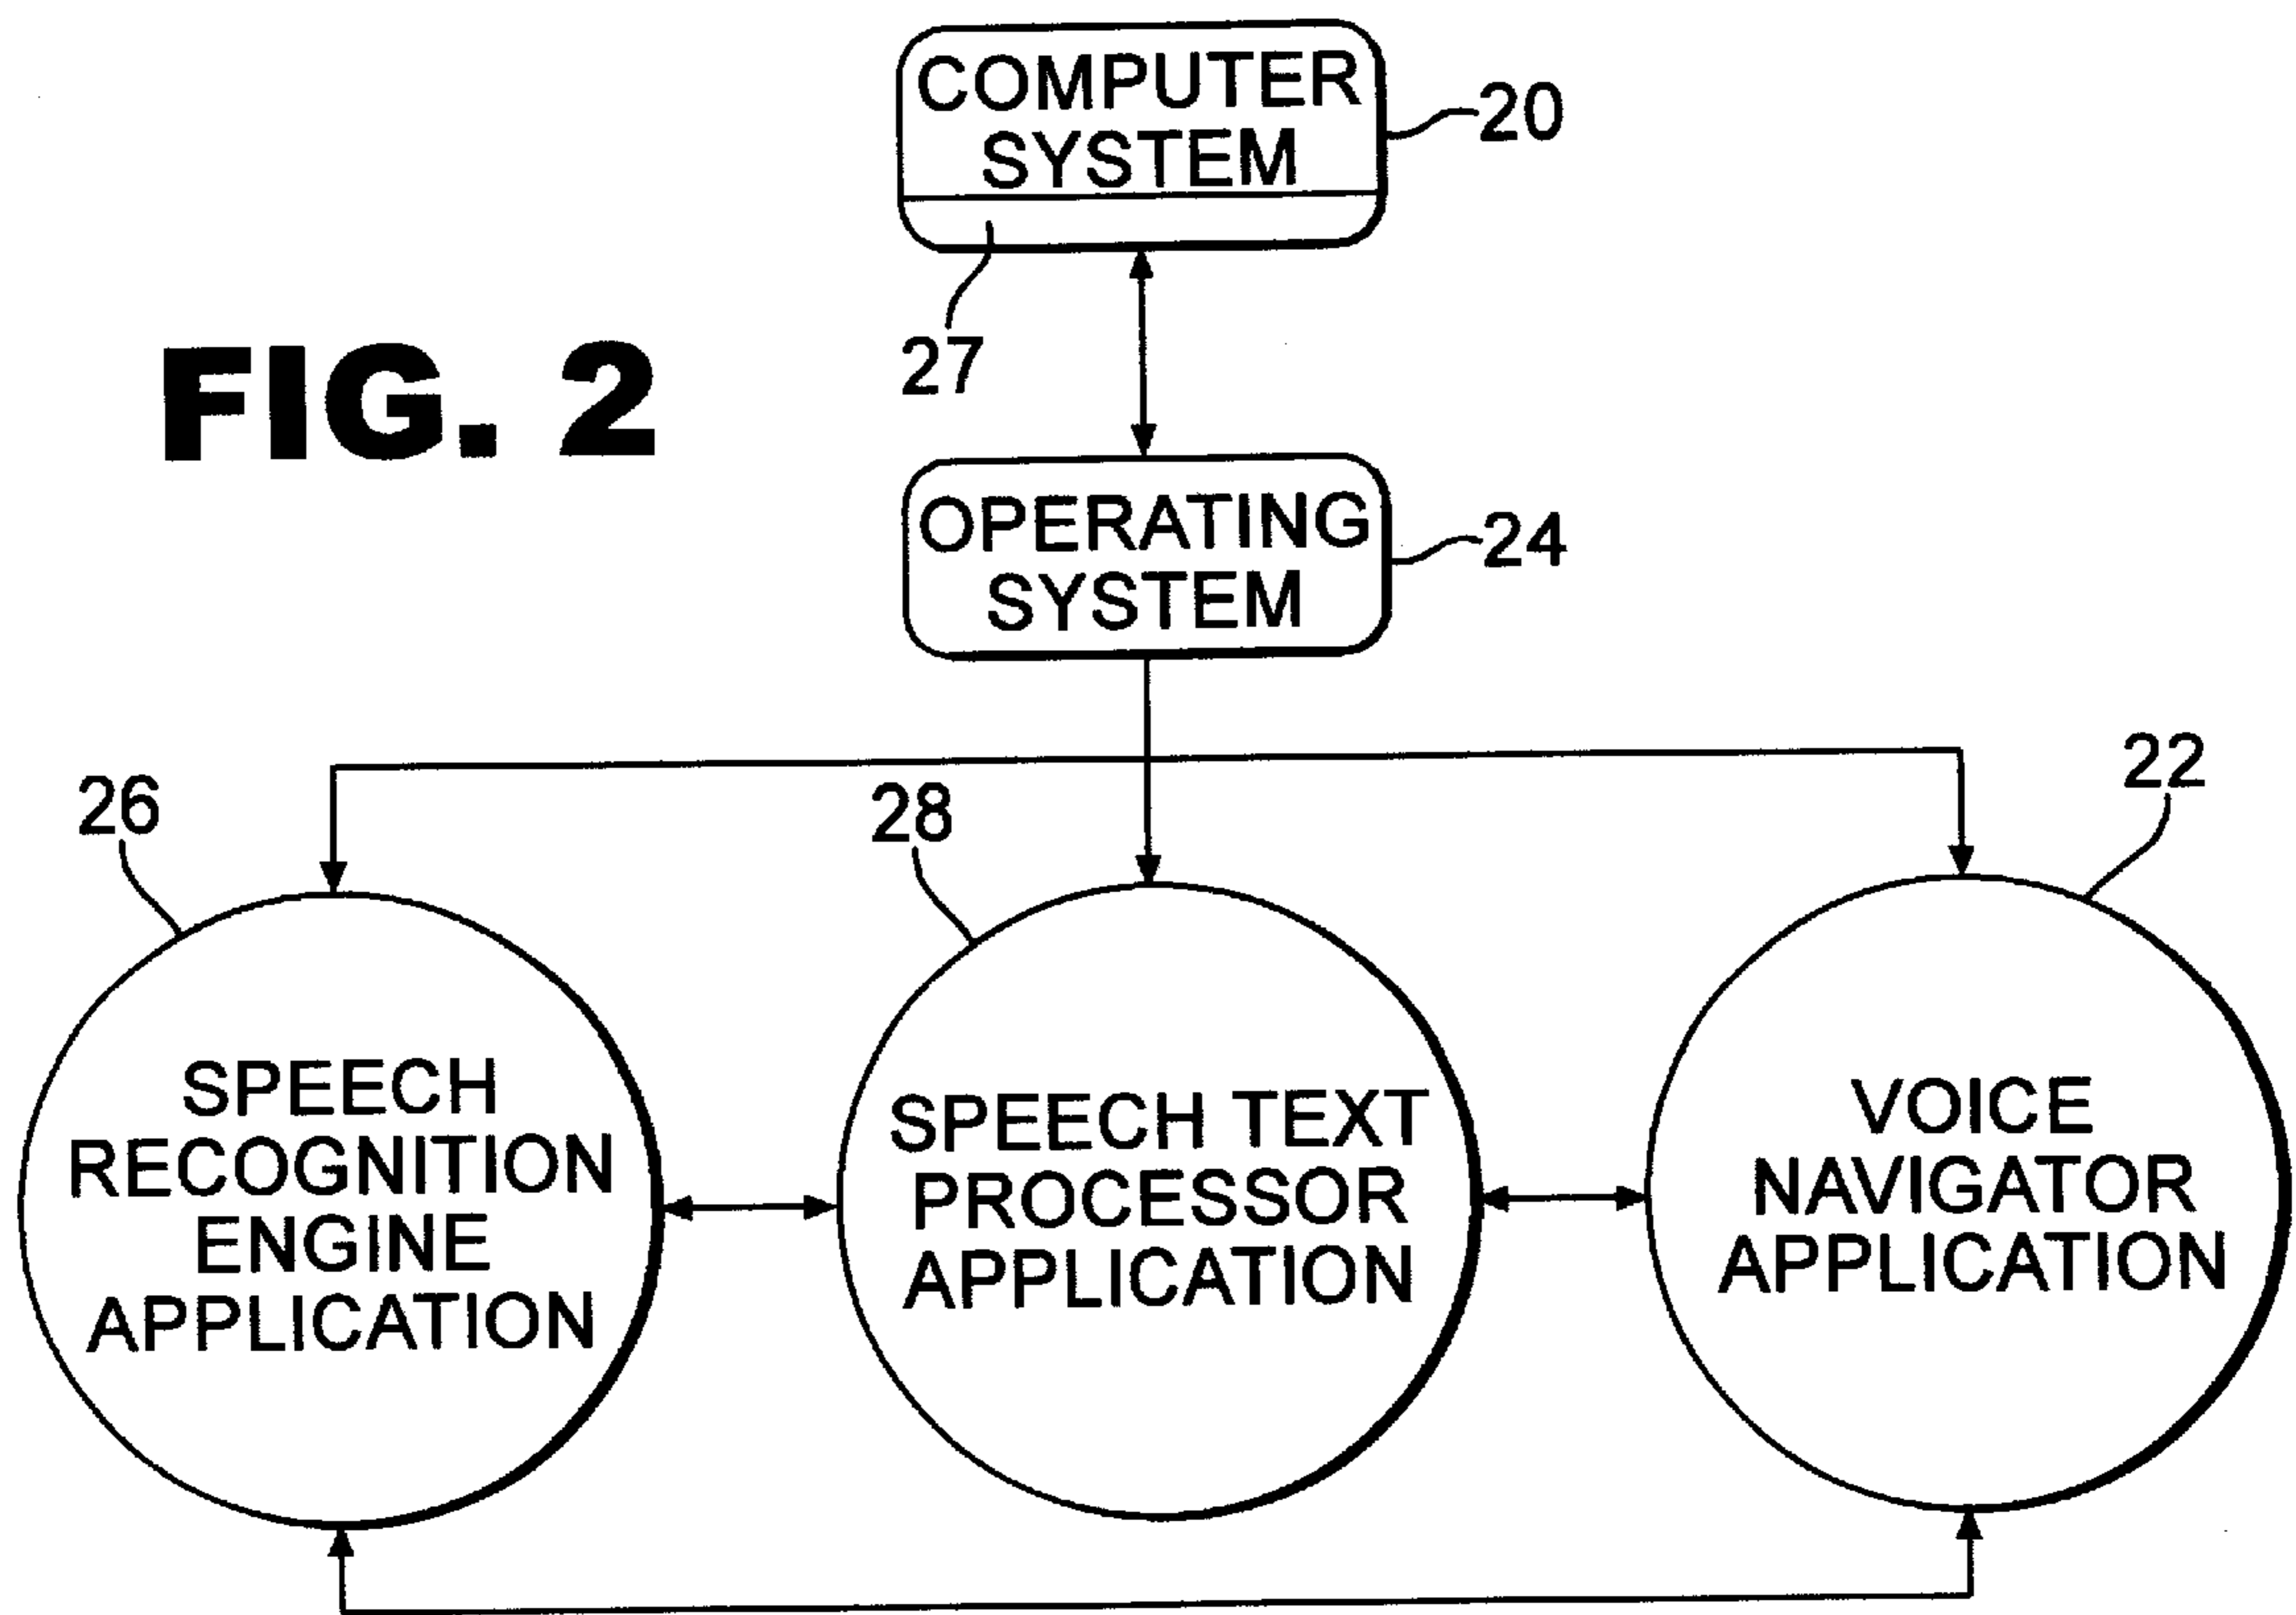 COMPUTER
SYSTEM
20
27
FIG. 2
OPERATING
SYSTEM
24
26
28
22
SPEECH
RECOGNITION
ENGINE
APPLICATION
SPEECH TEXT
PROCESSOR
APPLICATION
VOICE
NAVIGATOR
APPLICATION